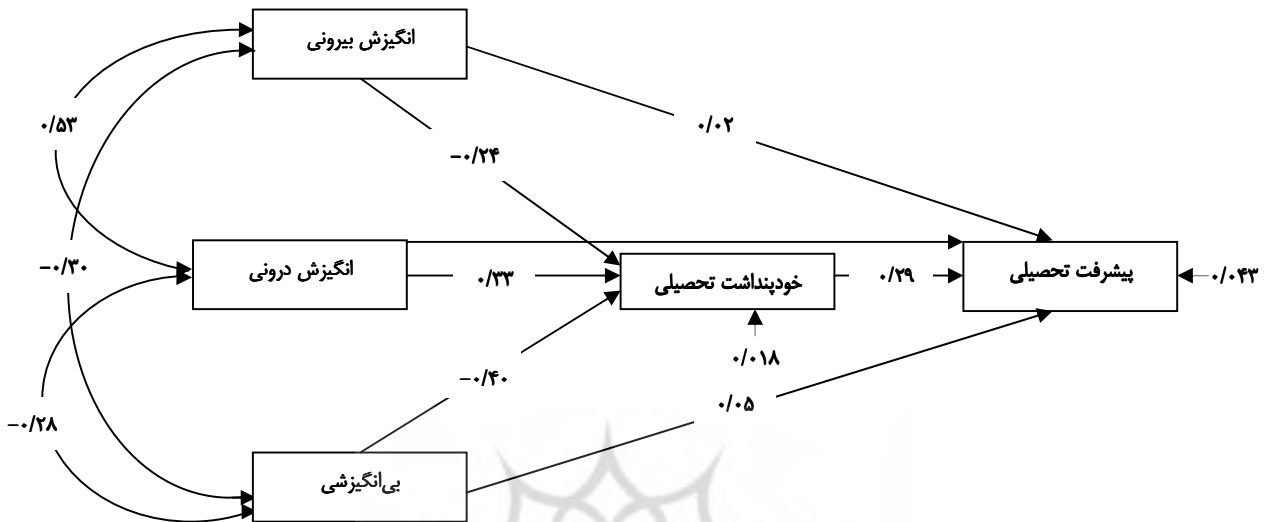 انگیزش بیرونی
۰/۵۳
۰/۰۲
−۰/۲۴
−۰/۳۰
انگیزش درونی
۰/۳۳
خودپنداشت تحصیلی
۰/۲۹
پیشرفت تحصیلی
۰/۰۴۳
۰/۰۱۸
−۰/۴۰
۰/۰۵
−۰/۲۸
بی‌انگیزشی